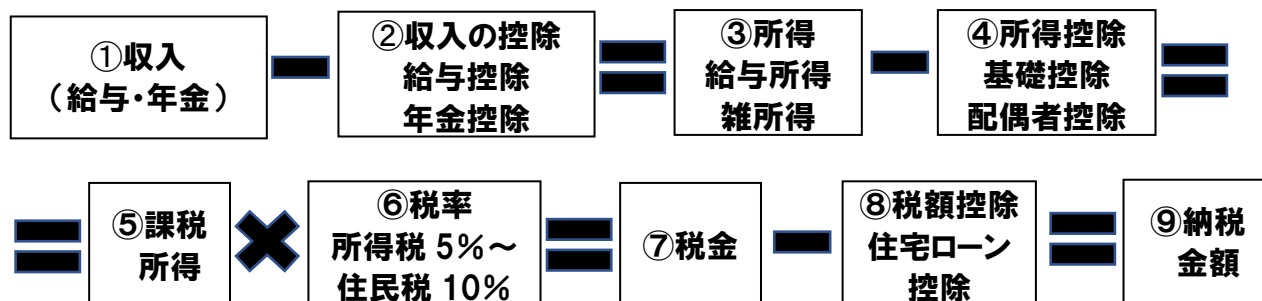 ①収入
（給与・年金）
②収入の控除
給与控除
年金控除
③所得
給与所得
雑所得
④所得控除
基礎控除
配偶者控除
⑤課税
所得
⑥税率
所得税 5%～
住民税 10%
⑦税金
⑧税額控除
住宅ローン
控除
⑨納税
金額